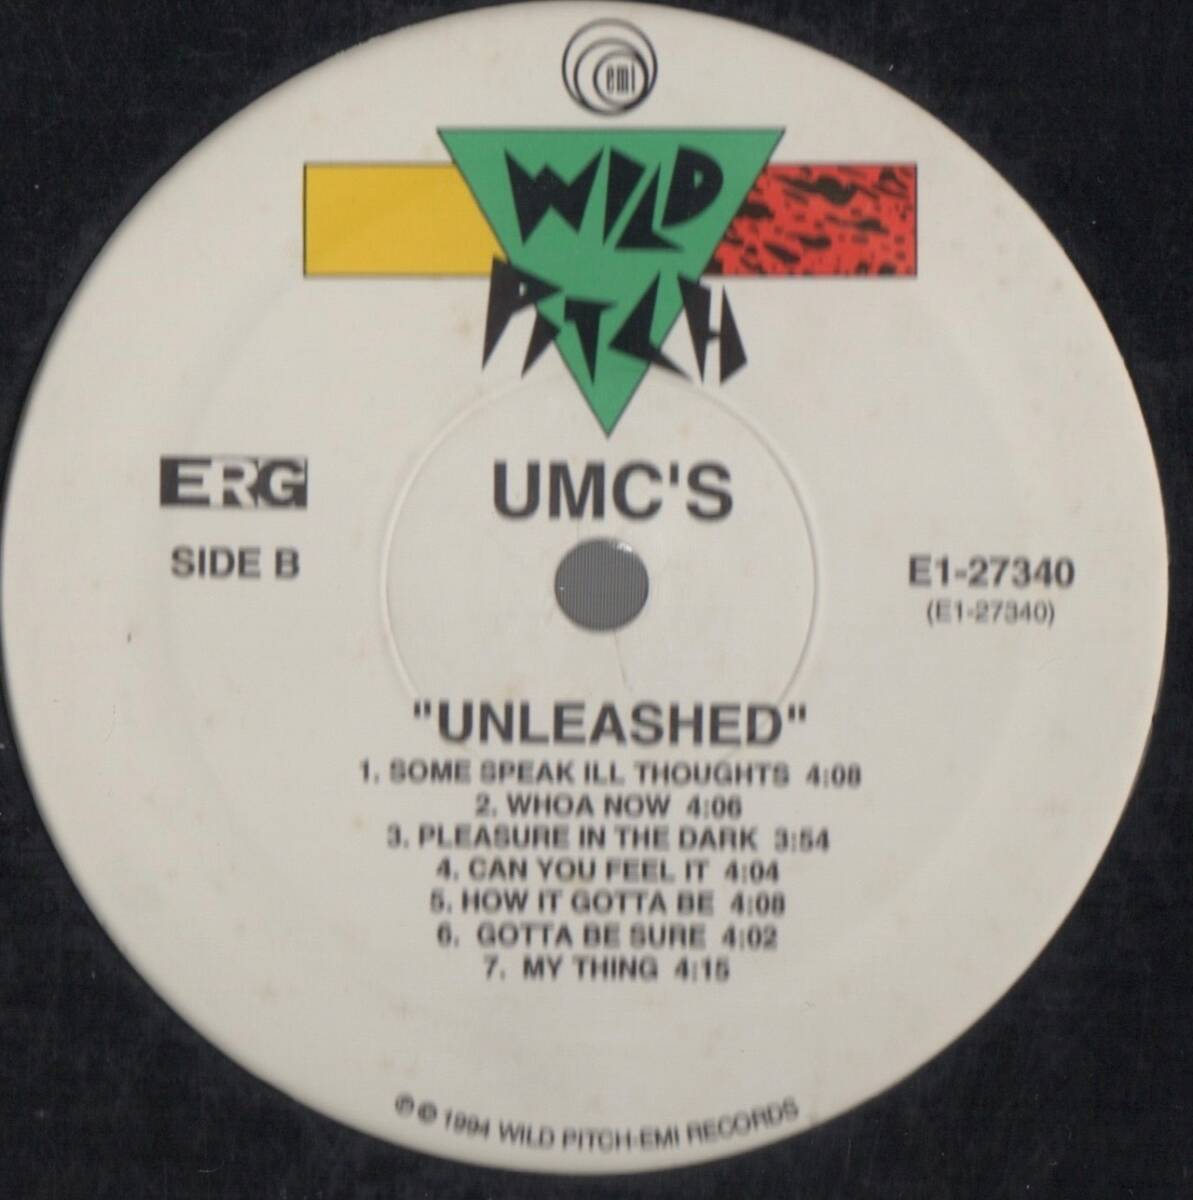 emi
WILD
PITCH
ERG
UMC'S
SIDE B
E1-27340
(E1-27340)
"UNLEASHED"
1. SOME SPEAK ILL THOUGHTS 4:08
2. WHOA NOW 4:06
3. PLEASURE IN THE DARK 3:54
4. CAN YOU FEEL IT 4:04
5. HOW IT GOTTA BE 4:08
6. GOTTA BE SURE 4:02
7. MY THING 4:15
℗ © 1994 WILD PITCH-EMI RECORDS